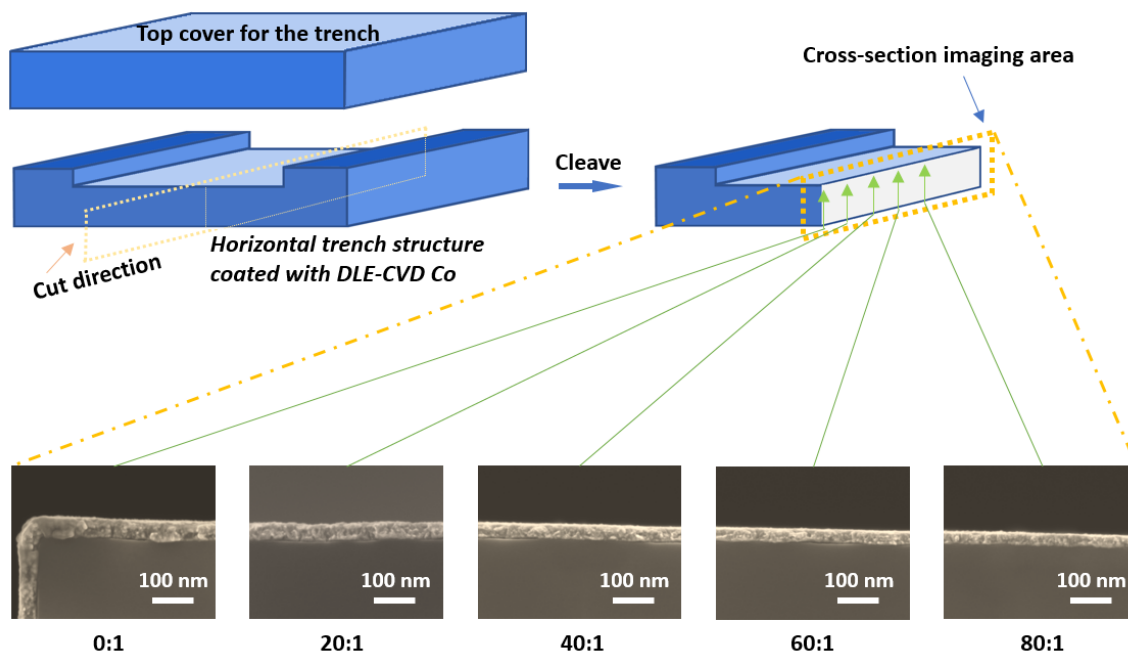 Top cover for the trench
Cross-section imaging area
Cleave
Cut direction
Horizontal trench structure
coated with DLE-CVD Co
100 nm
100 nm
100 nm
100 nm
100 nm
0:1
20:1
40:1
60:1
80:1